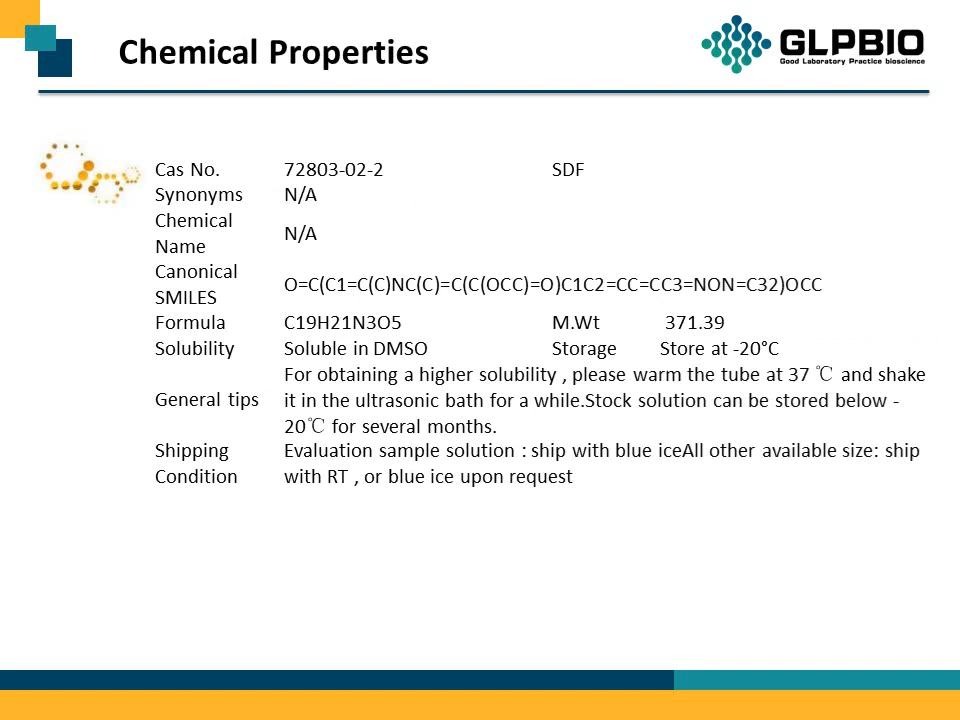 Chemical Properties
GLPBIO
Good Laboratory Practice bioscience
Cas No. 72803-02-2 SDF
Synonyms N/A
Chemical
Name N/A
Canonical
SMILES O=C(C1=C(C)NC(C)=C(C(OCC)=O)C1C2=CC=CC3=NON=C32)OCC
Formula C19H21N3O5 M.Wt 371.39
Solubility Soluble in DMSO Storage Store at -20°C
General tips For obtaining a higher solubility , please warm the tube at 37 ℃ and shake
it in the ultrasonic bath for a while.Stock solution can be stored below -
20℃ for several months.
Shipping Evaluation sample solution : ship with blue iceAll other available size: ship
Condition with RT , or blue ice upon request